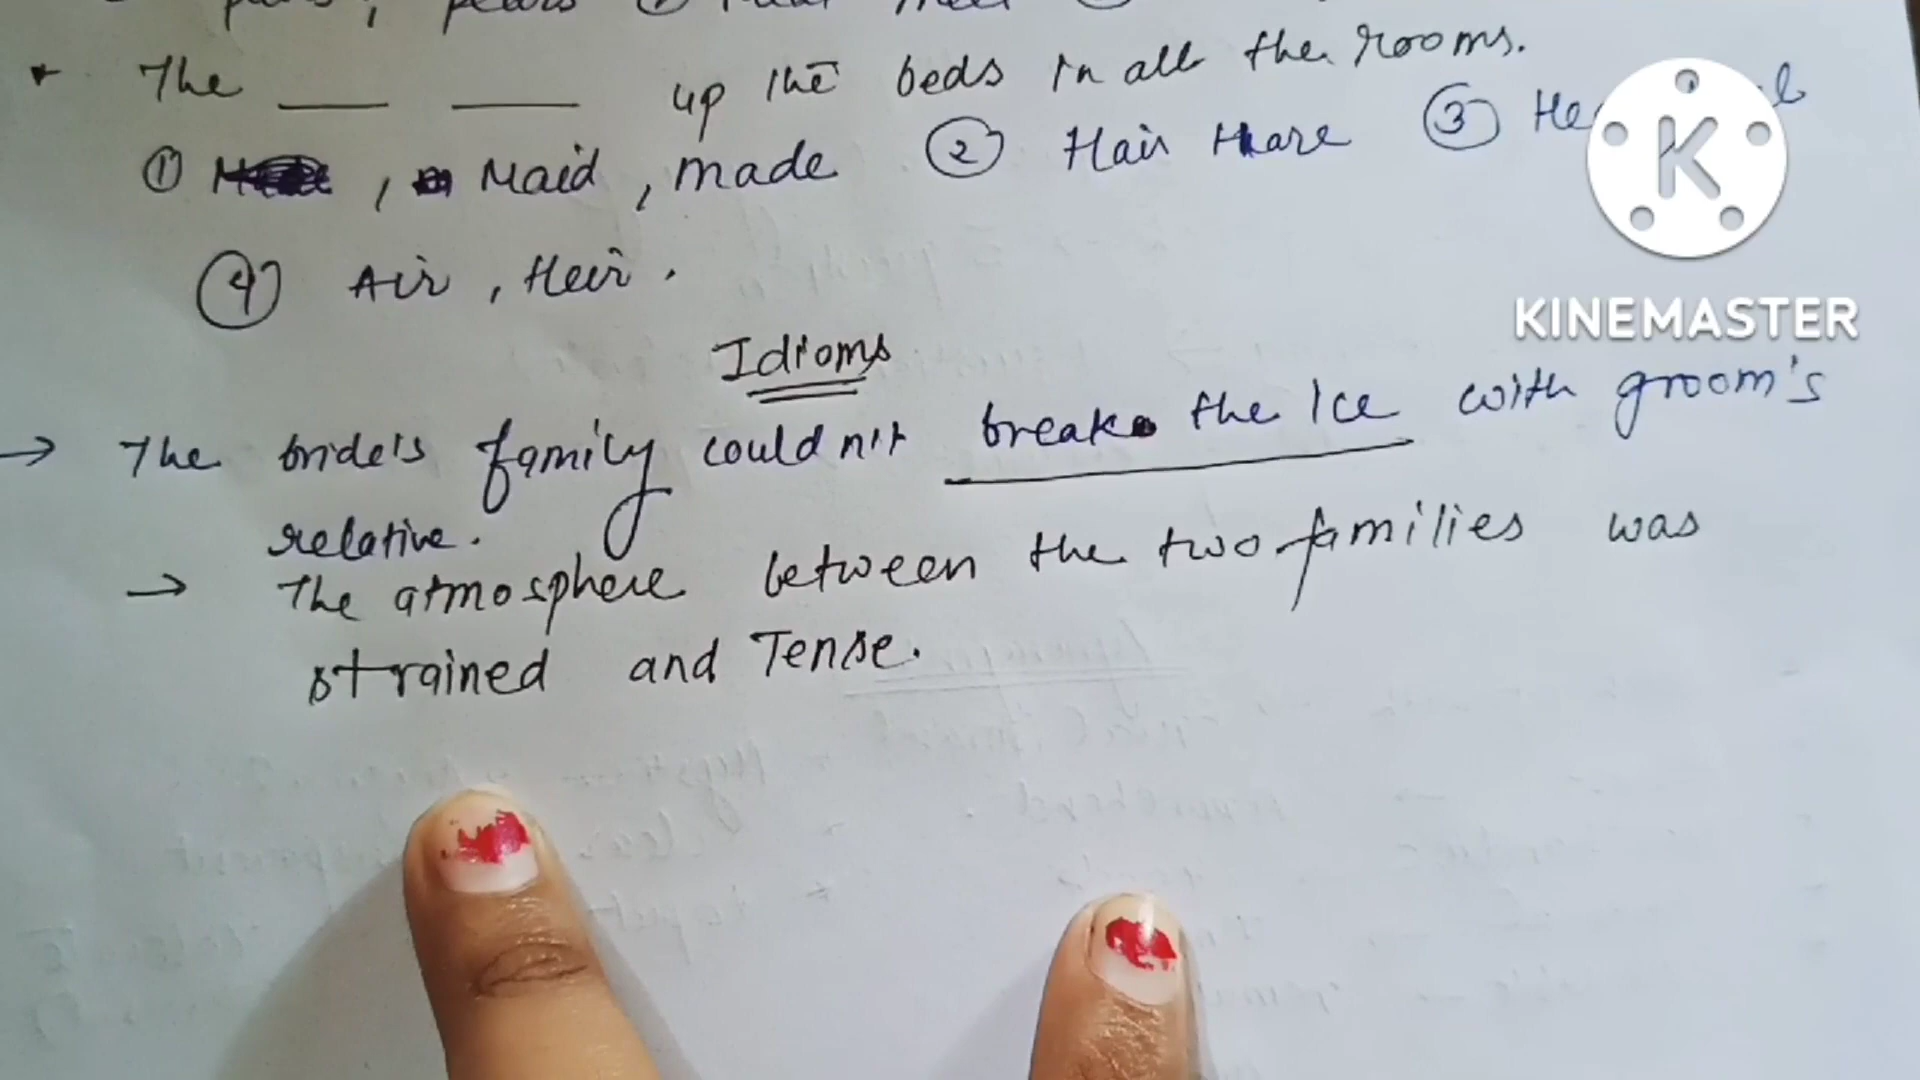 * The ___ ___ up the beds in all the rooms.
① , Maid, made ② Hair Hare ③
④ Air, Heir.
Idioms
→ The bride's family could n't break the Ice with groom's
relative.
→ The atmosphere between the two families was
strained and Tense.
KINEMASTER